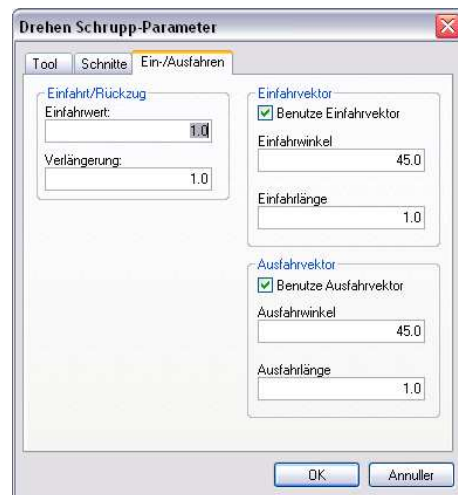 Drehen Schrupp-Parameter
Tool Schnitte Ein-/Ausfahren
Einfahrt/Rückzug
Einfahrwert:
1.0
Verlängerung:
1.0
Einfahrvektor
Benutze Einfahrvektor
Einfahrwinkel
45.0
Einfahrlänge
1.0
Ausfahrvektor
Benutze Ausfahrvektor
Ausfahrwinkel
45.0
Ausfahrlänge
1.0
OK Annuller